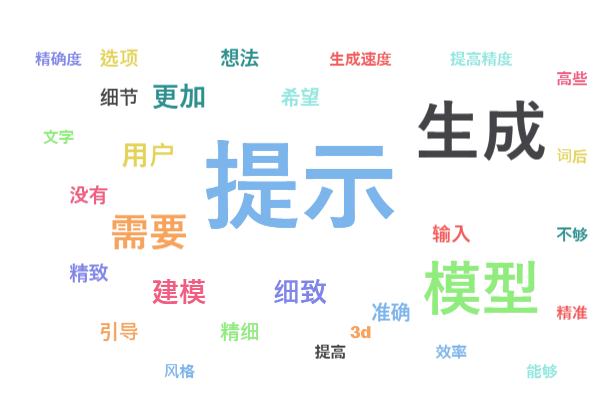 精确度 选项 想法 生成速度 提高精度
高些
细节 更加 希望
文字 生成
用户 词后
提示
没有
需要 输入 不够
精致 建模 细致 模型
准确 精准
引导 精细 3d
提高 效率
风格 能够